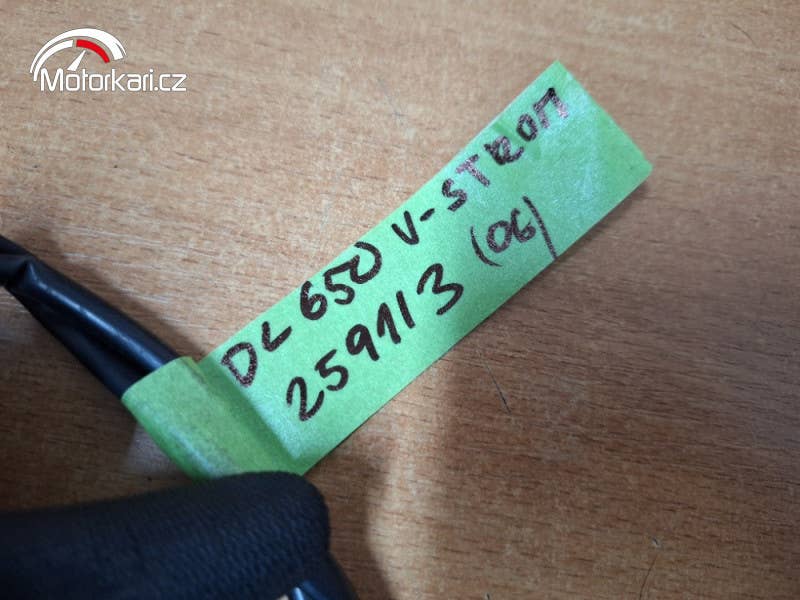 Motorkari.cz
DL 650 V-STROM
259113 (06)